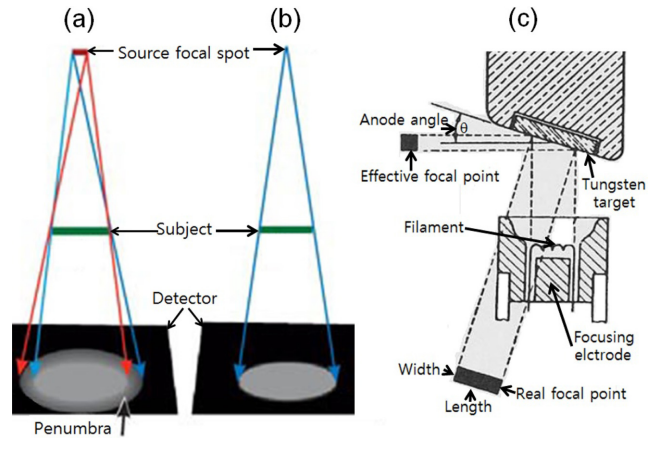 (a)
(b)
(c)
Source focal spot
Anode angle
θ
Effective focal point
Tungsten
target
Subject
Filament
Detector
Focusing
elctrode
Width
Real focal point
Length
Penumbra